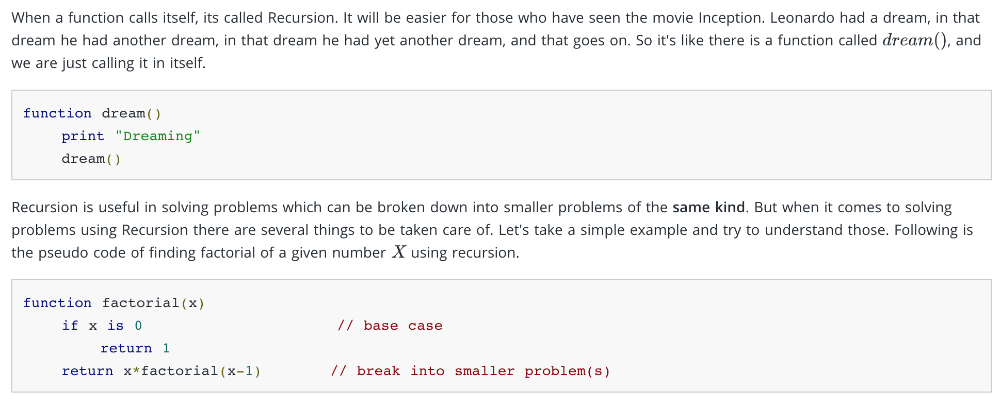 When a function calls itself, its called Recursion. It will be easier for those who have seen the movie Inception. Leonardo had a dream, in that
dream he had another dream, in that dream he had yet another dream, and that goes on. So it's like there is a function called dream(), and
we are just calling it in itself.
function dream()
print "Dreaming"
dream()
Recursion is useful in solving problems which can be broken down into smaller problems of the same kind. But when it comes to solving
problems using Recursion there are several things to be taken care of. Let's take a simple example and try to understand those. Following is
the pseudo code of finding factorial of a given number X using recursion.
function factorial(x)
if x is 0 // base case
return 1
return x*factorial(x-1) // break into smaller problem(s)